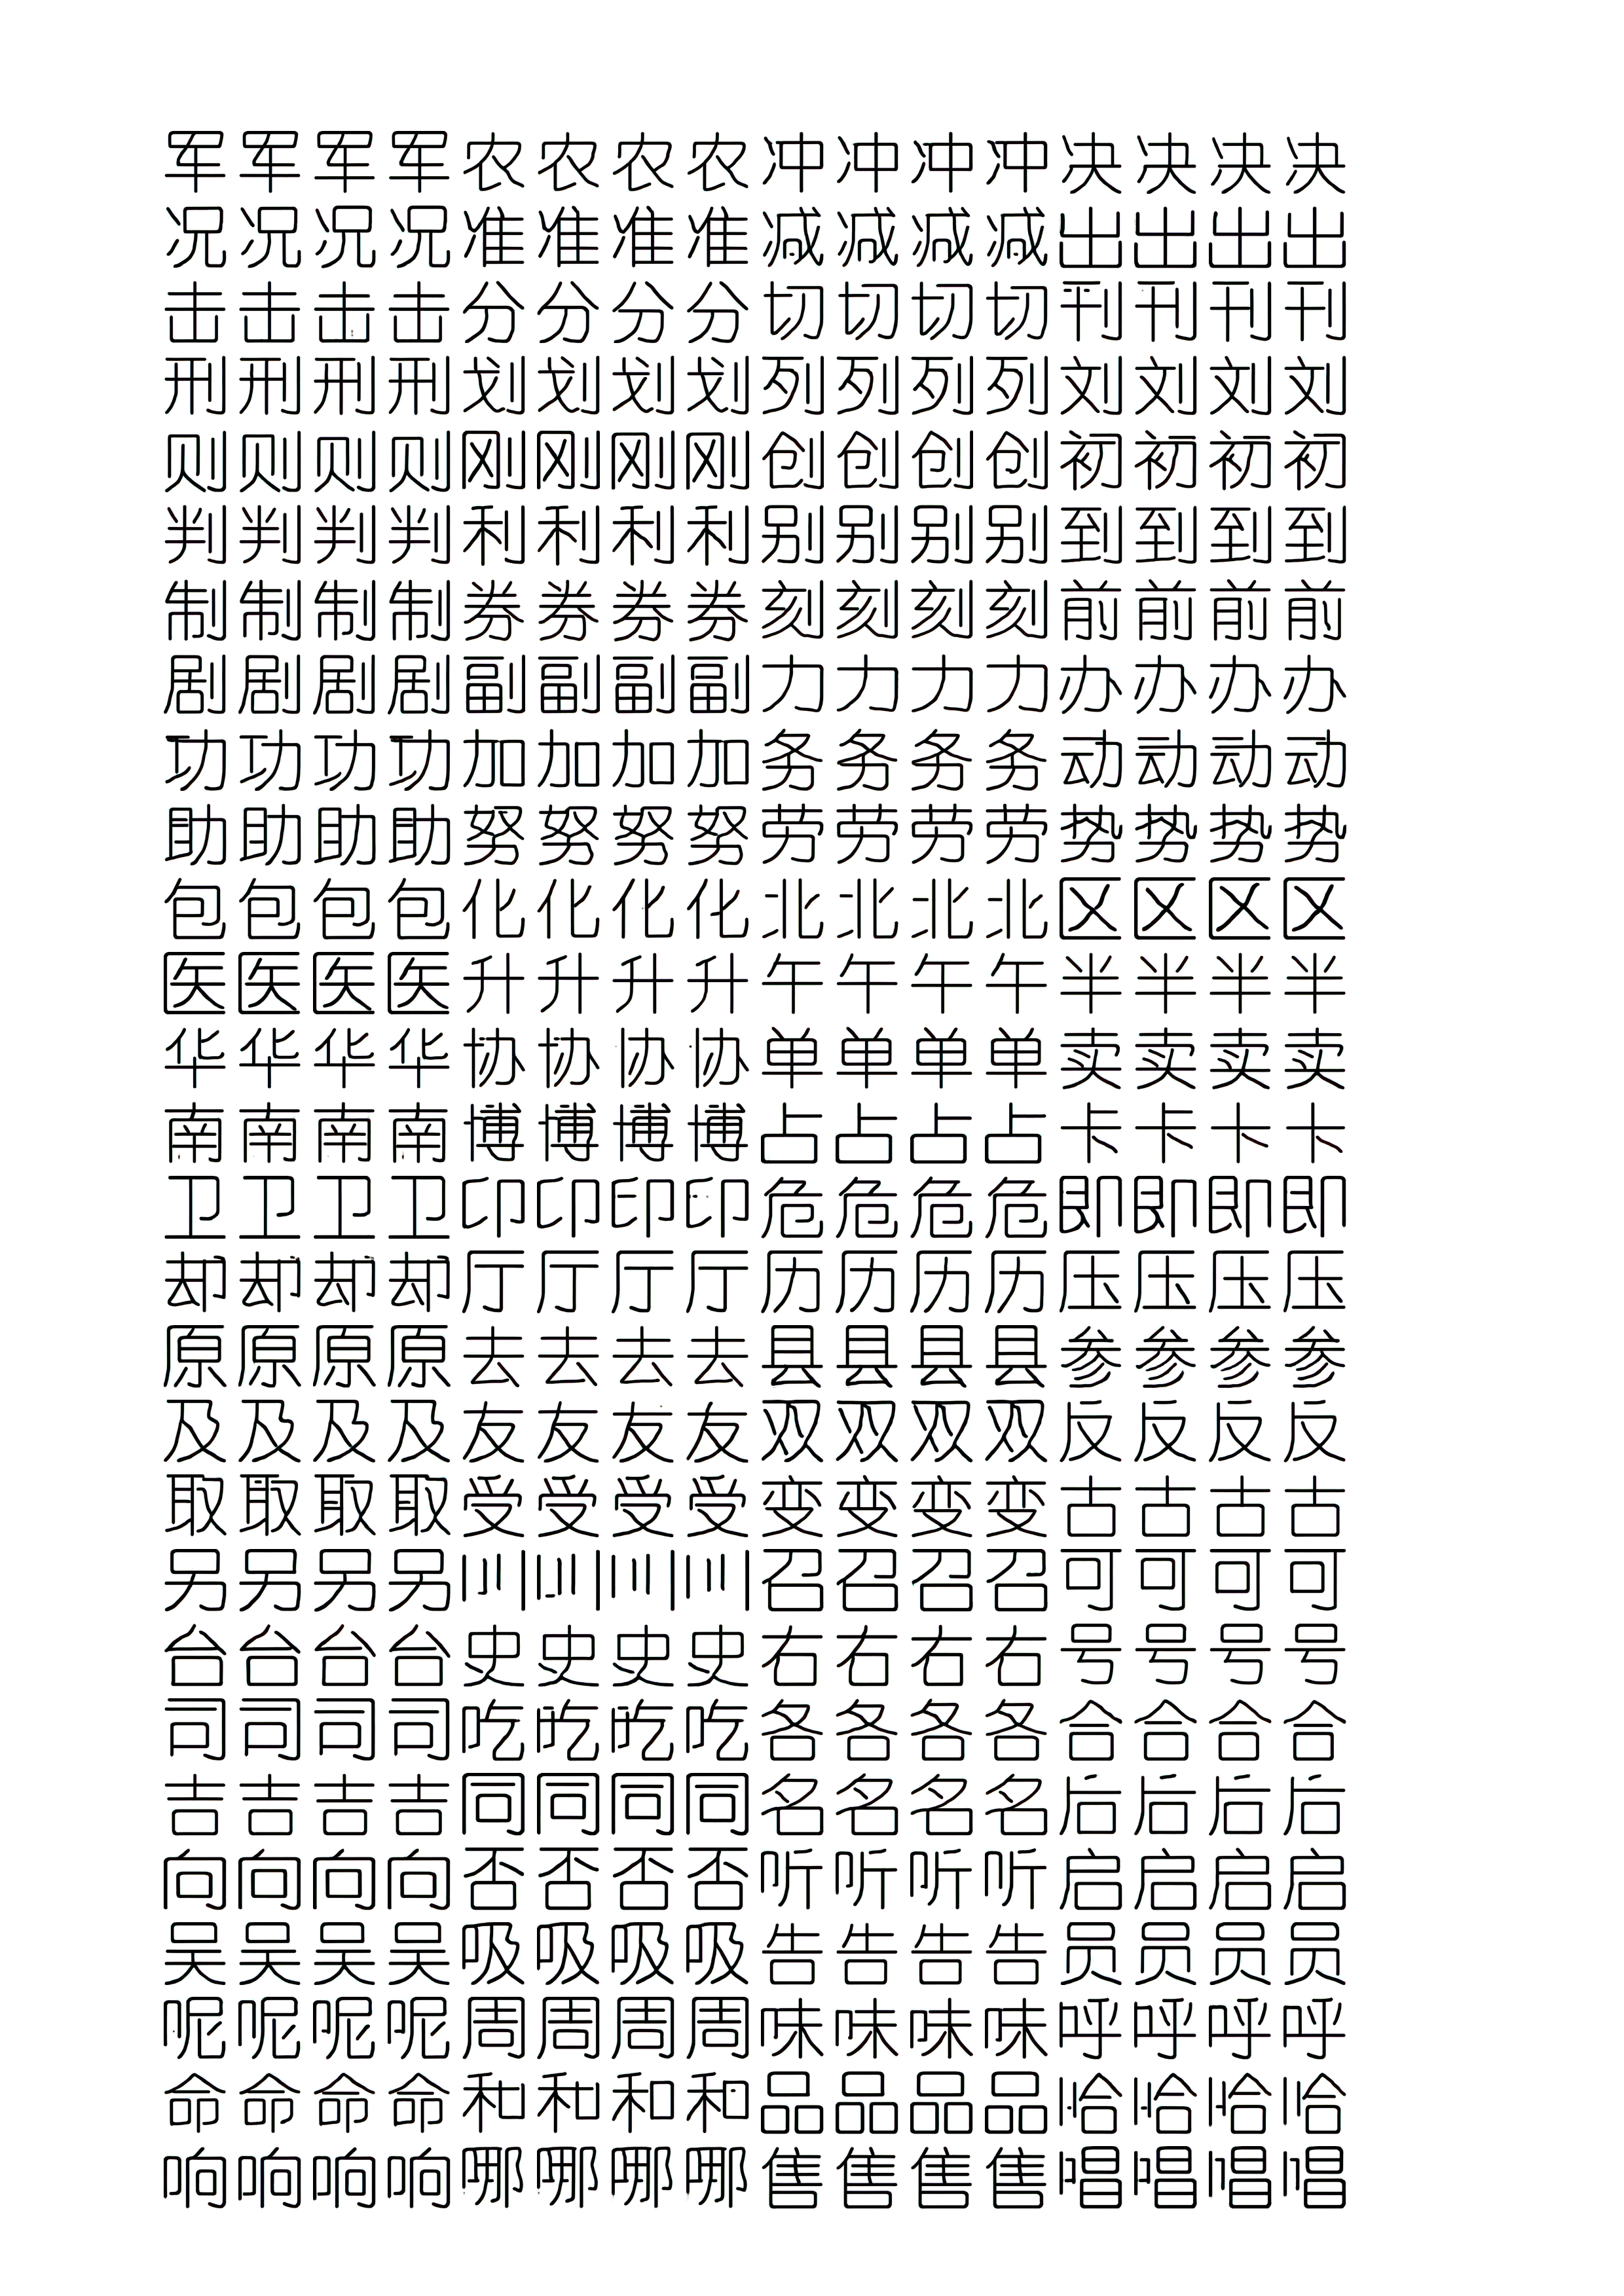 军军军军农农农农冲冲冲冲决决决决
况况况况准准准准减减减减出出出出
击击击击分分分分切切切切刊刊刊刊
刑刑刑刑划划划划列列列列刘刘刘刘
则则则则刚刚刚刚创创创创初初初初
判判判判利利利利别别别别到到到到
制制制制券券券券刻刻刻刻前前前前
剧剧剧剧副副副副力力力力办办办办
功功功功加加加加务务务务动动动动
助助助助努努努努劳劳劳劳势势势势
包包包包化化化化北北北北区区区区
医医医医升升升升午午午午半半半半
华华华华协协协协单单单单卖卖卖卖
南南南南博博博博占占占占卡卡卡卡
卫卫卫卫印印印印危危危危即即即即
却却却却厅厅厅厅历历历历压压压压
原原原原去去去去县县县县参参参参
及及及及友友友友双双双双反反反反
取取取取受受受受变变变变古古古古
另另另另召召召召可可可可
台台台台史史史史右右右右号号号号
司司司司吃吃吃吃各各各各合合合合
吉吉吉吉同同同同名名名名后后后后
向向向向否否否否听听听听启启启启
吴吴吴吴吸吸吸吸告告告告员员员员
呢呢呢呢周周周周味味味味呼呼呼呼
命命命命和和和和品品品品哈哈哈哈
响响响响哪哪哪哪售售售售唱唱唱唱